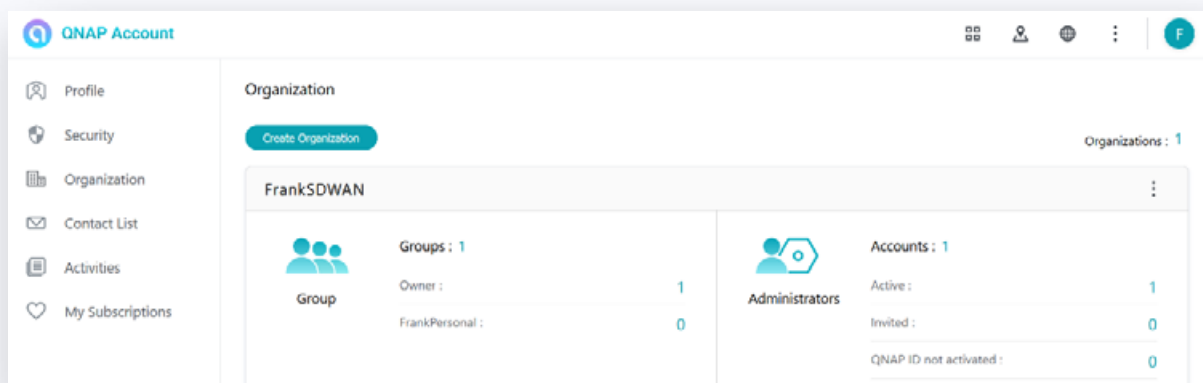 QNAP Account
F
Profile
Security
Organization
Contact List
Activities
My Subscriptions
Organization
Create Organization
Organizations : 1
FrankSDWAN
Group
Groups : 1
Owner : 1
FrankPersonal : 0
Administrators
Accounts : 1
Active : 1
Invited : 0
QNAP ID not activated : 0